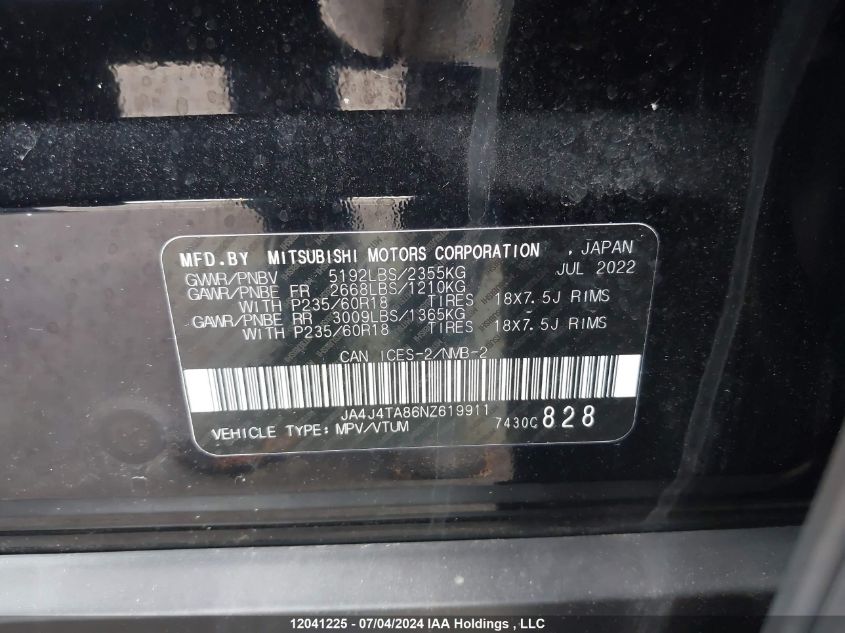 MFD.BY MITSUBISHI MOTORS CORPORATION , JAPAN
GVWR/PNBV 5192LBS/2355KG JUL 2022
GAWR/PNBE FR 2668LBS/1210KG
WITH P235/60R18 TIRES 18X7.5J RIMS
GAWR/PNBE RR 3009LBS/1365KG
WITH P235/60R18 TIRES 18X7.5J RIMS
CAN ICES-2/NMB-2
JA4J4TA86NZ619911
VEHICLE TYPE: MPV/VTUM 7430C 828
12041225 - 07/04/2024 IAA Holdings , LLC